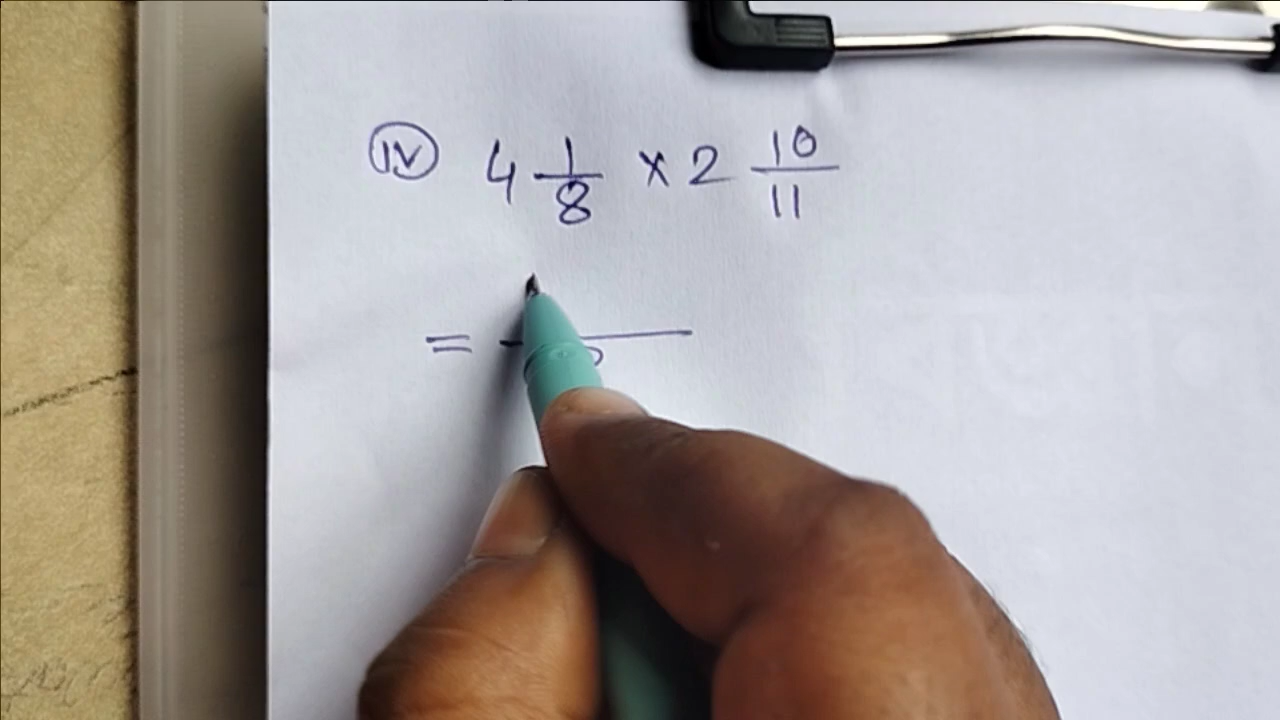 (iv) 4 1/8 × 2 10/11
=